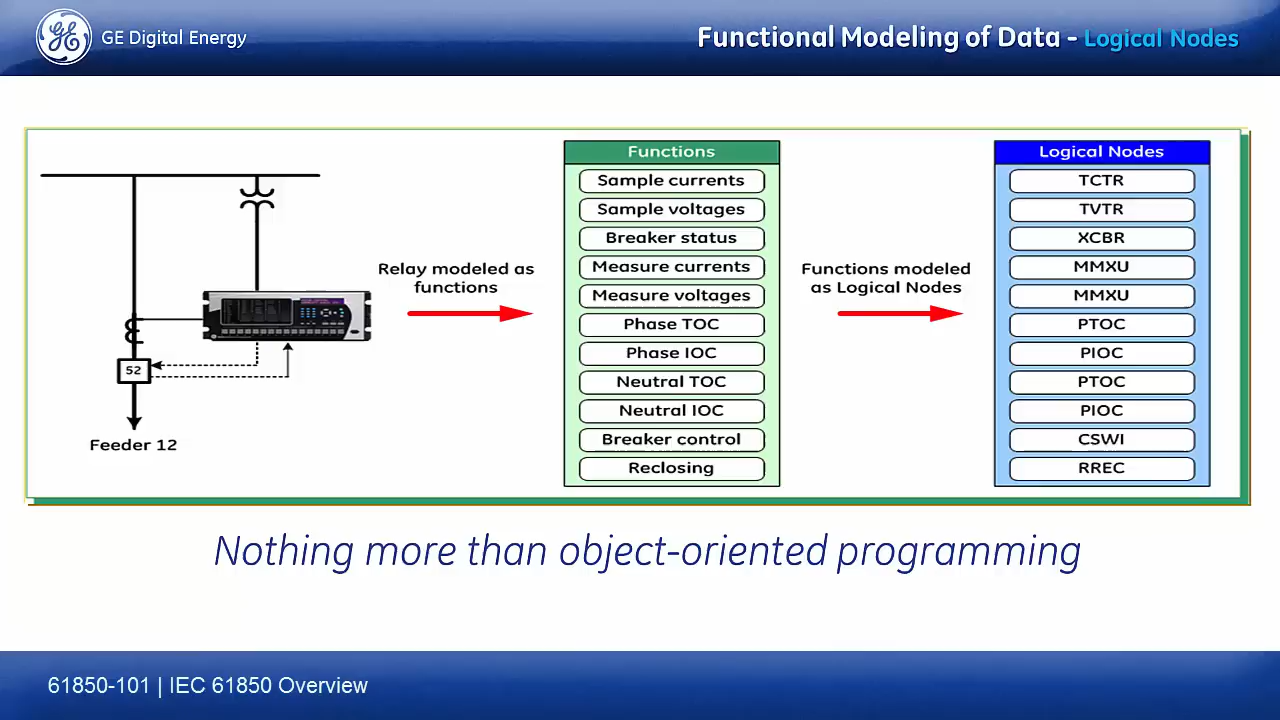 GE Digital Energy
Functional Modeling of Data - Logical Nodes
52
Feeder 12
Relay modeled as
functions
Functions
Sample currents
Sample voltages
Breaker status
Measure currents
Measure voltages
Phase TOC
Phase IOC
Neutral TOC
Neutral IOC
Breaker control
Reclosing
Functions modeled
as Logical Nodes
Logical Nodes
TCTR
TVTR
XCBR
MMXU
MMXU
PTOC
PIOC
PTOC
PIOC
CSWI
RREC
Nothing more than object-oriented programming
61850-101 | IEC 61850 Overview